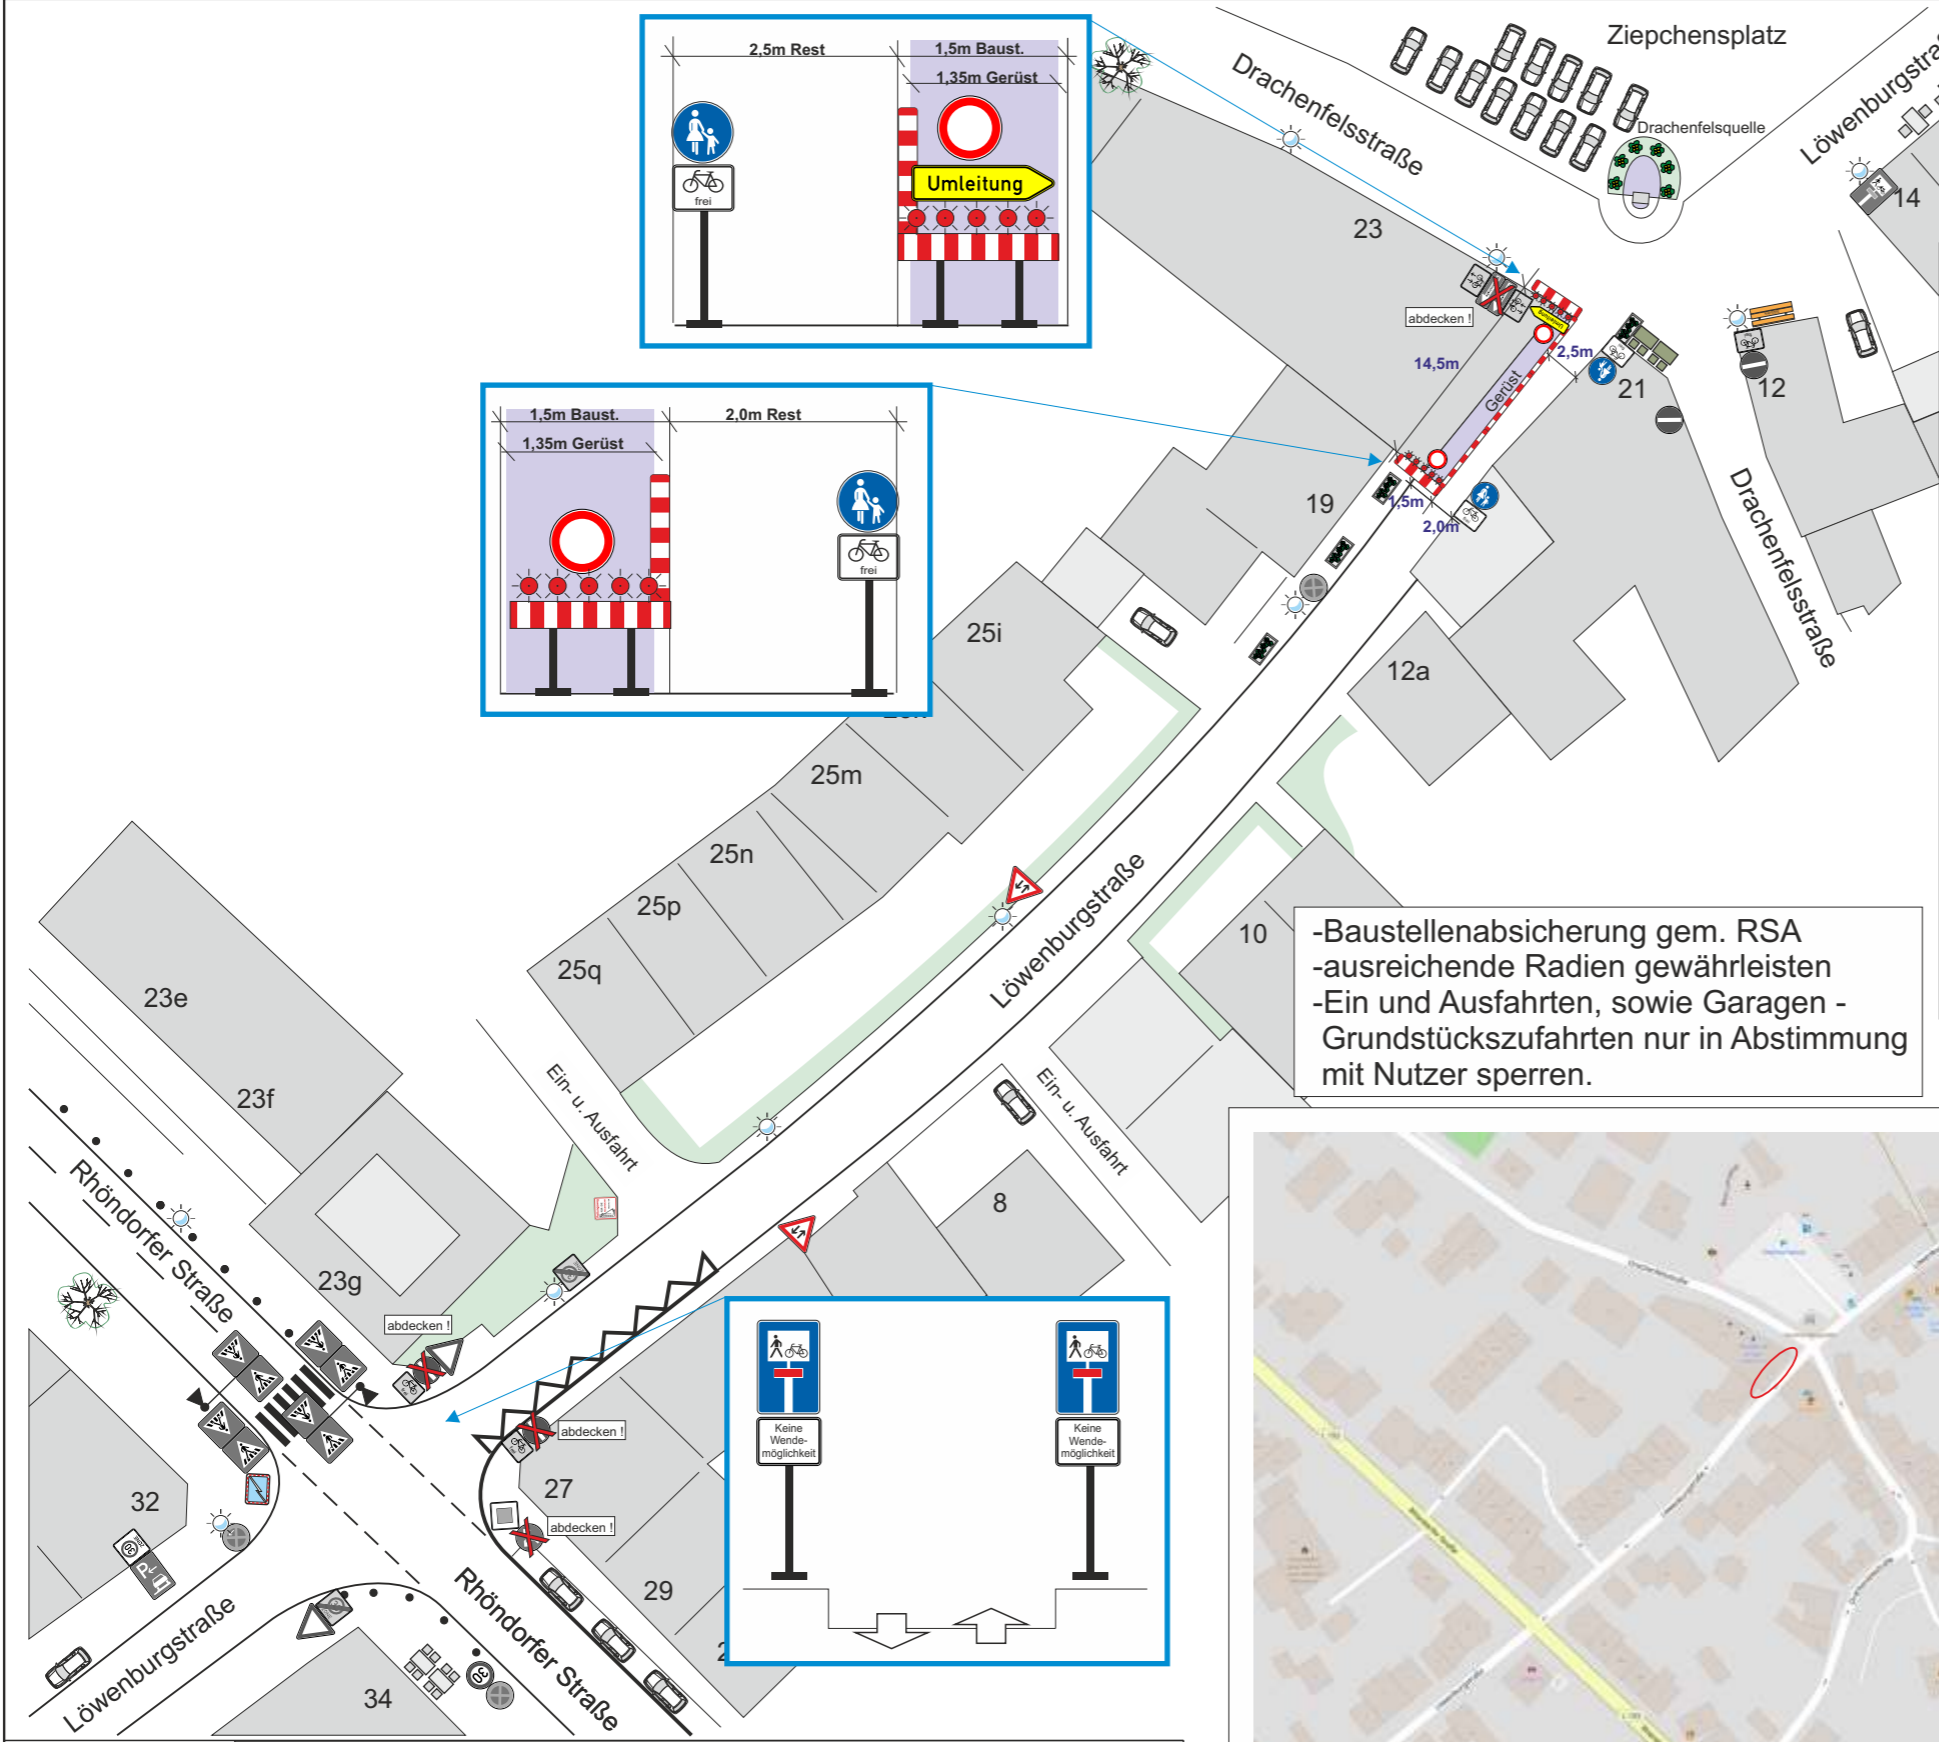 2,5m Rest
1,5m Baust.
1,35m Gerüst
frei
Umleitung
Ziepchensplatz
Drachenfelsstraße
Drachenfelsquelle
14
23
abdecken !
14,5m
Gerüst
2,5m
Umleitung
21
12
1,5m Baust.
2,0m Rest
1,35m Gerüst
frei
1,5m
2,0m
19
Drachenfelsstraße
25i
12a
25m
25n
25p
25q
Löwenburgstraße
10
-Baustellenabsicherung gem. RSA
-ausreichende Radien gewährleisten
-Ein und Ausfahrten, sowie Garagen -
Grundstückszufahrten nur in Abstimmung
mit Nutzer sperren.
23e
23f
Ein- u. Ausfahrt
Ein- u. Ausfahrt
Rhöndorfer Straße
8
23g
abdecken !
Keine
Wende-
möglichkeit
Keine
Wende-
möglichkeit
abdecken !
27
abdecken !
32
30
29
Löwenburgstraße
Rhöndorfer Straße
34
30